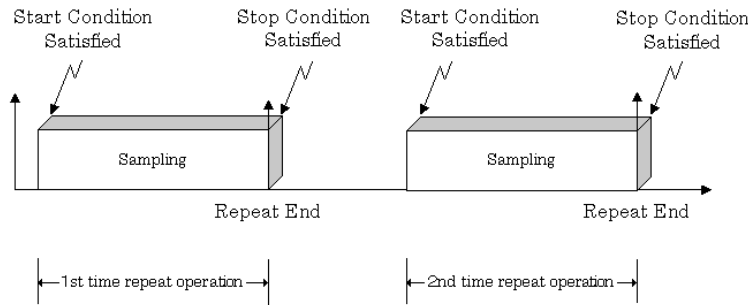 Start Condition
Satisfied
Stop Condition
Satisfied
Start Condition
Satisfied
Stop Condition
Satisfied
Sampling
Sampling
Repeat End
Repeat End
1st time repeat operation
2nd time repeat operation